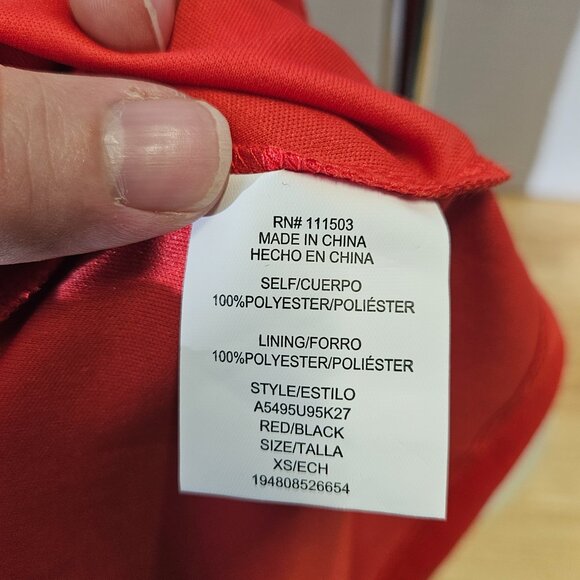 RN# 111503
MADE IN CHINA
HECHO EN CHINA
SELF/CUERPO
100%POLYESTER/POLIÉSTER
LINING/FORRO
100%POLYESTER/POLIÉSTER
STYLE/ESTILO
A5495U95K27
RED/BLACK
SIZE/TALLA
XS/ECH
194808526654